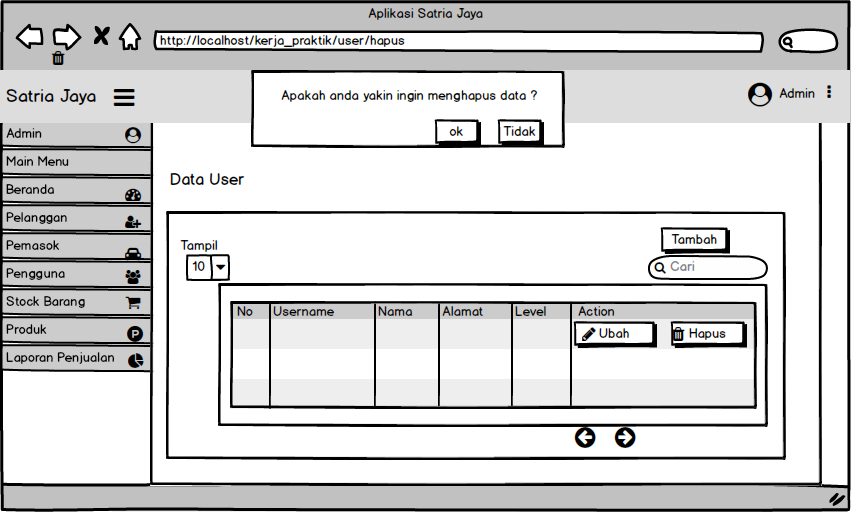 Aplikasi Satria Jaya
http://localhost/kerja_praktik/user/hapus
Satria Jaya
Apakah anda yakin ingin menghapus data ?
ok
Tidak
Admin
Admin
Main Menu
Beranda
Pelanggan
Pemasok
Pengguna
Stock Barang
Produk
P
Laporan Penjualan
Data User
Tampil
10
Tambah
Cari
No Username Nama Alamat Level Action
Ubah Hapus